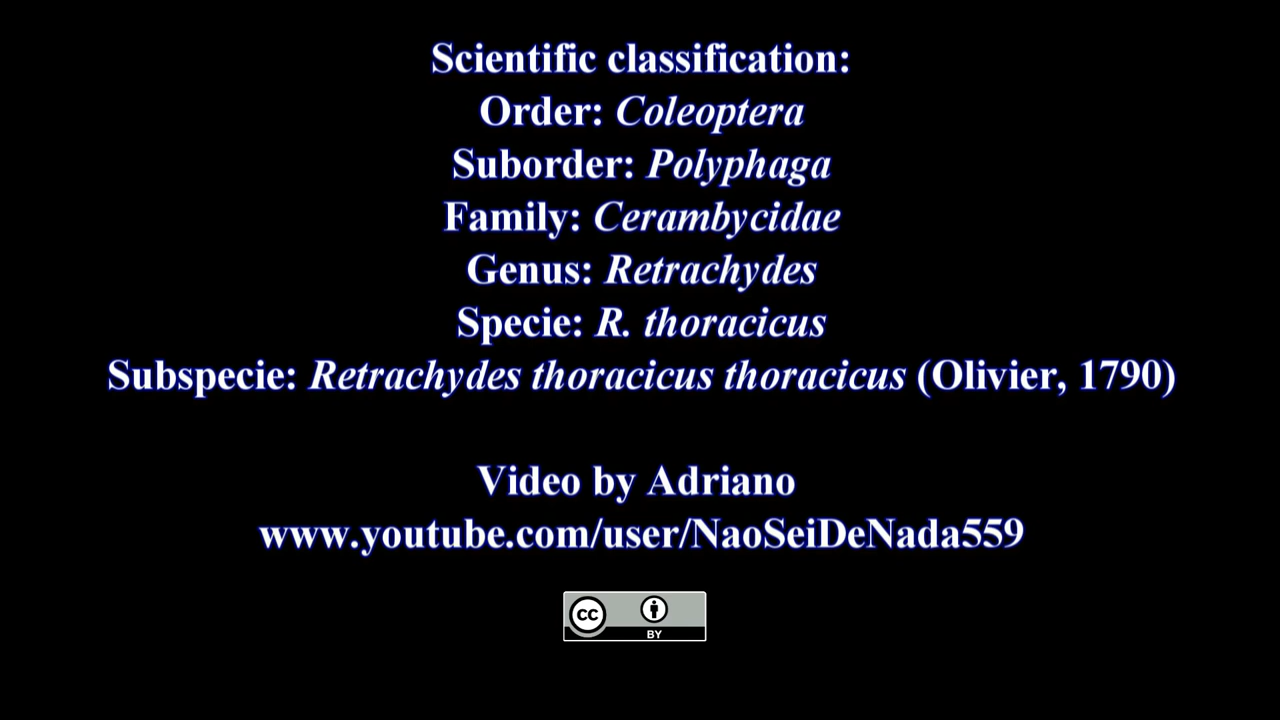 Scientific classification:
Order: Coleoptera
Suborder: Polyphaga
Family: Cerambycidae
Genus: Retrachydes
Specie: R. thoracicus
Subspecie: Retrachydes thoracicus thoracicus (Olivier, 1790)
Video by Adriano
www.youtube.com/user/NaoSeiDeNada559
cc
BY